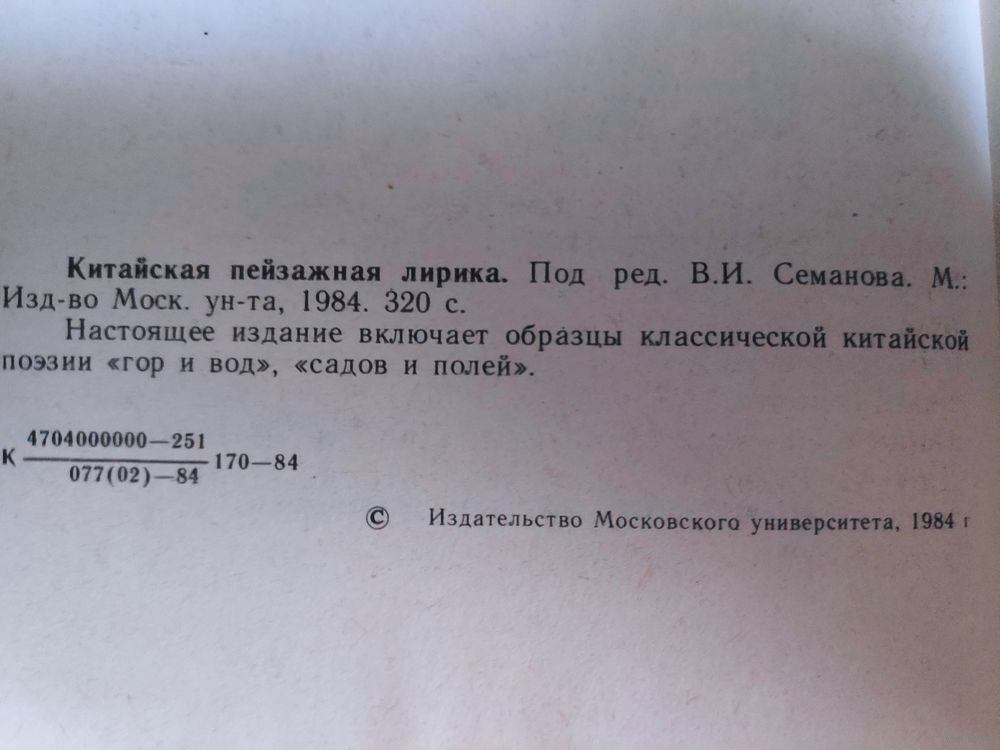 Китайская пейзажная лирика. Под ред. В.И. Семанова. М.:
Изд-во Моск. ун-та, 1984. 320 с.
Настоящее издание включает образцы классической китайской
поэзии «гор и вод», «садов и полей».
4704000000—251
К 170—84
077(02)—84
© Издательство Московского университета, 1984 г